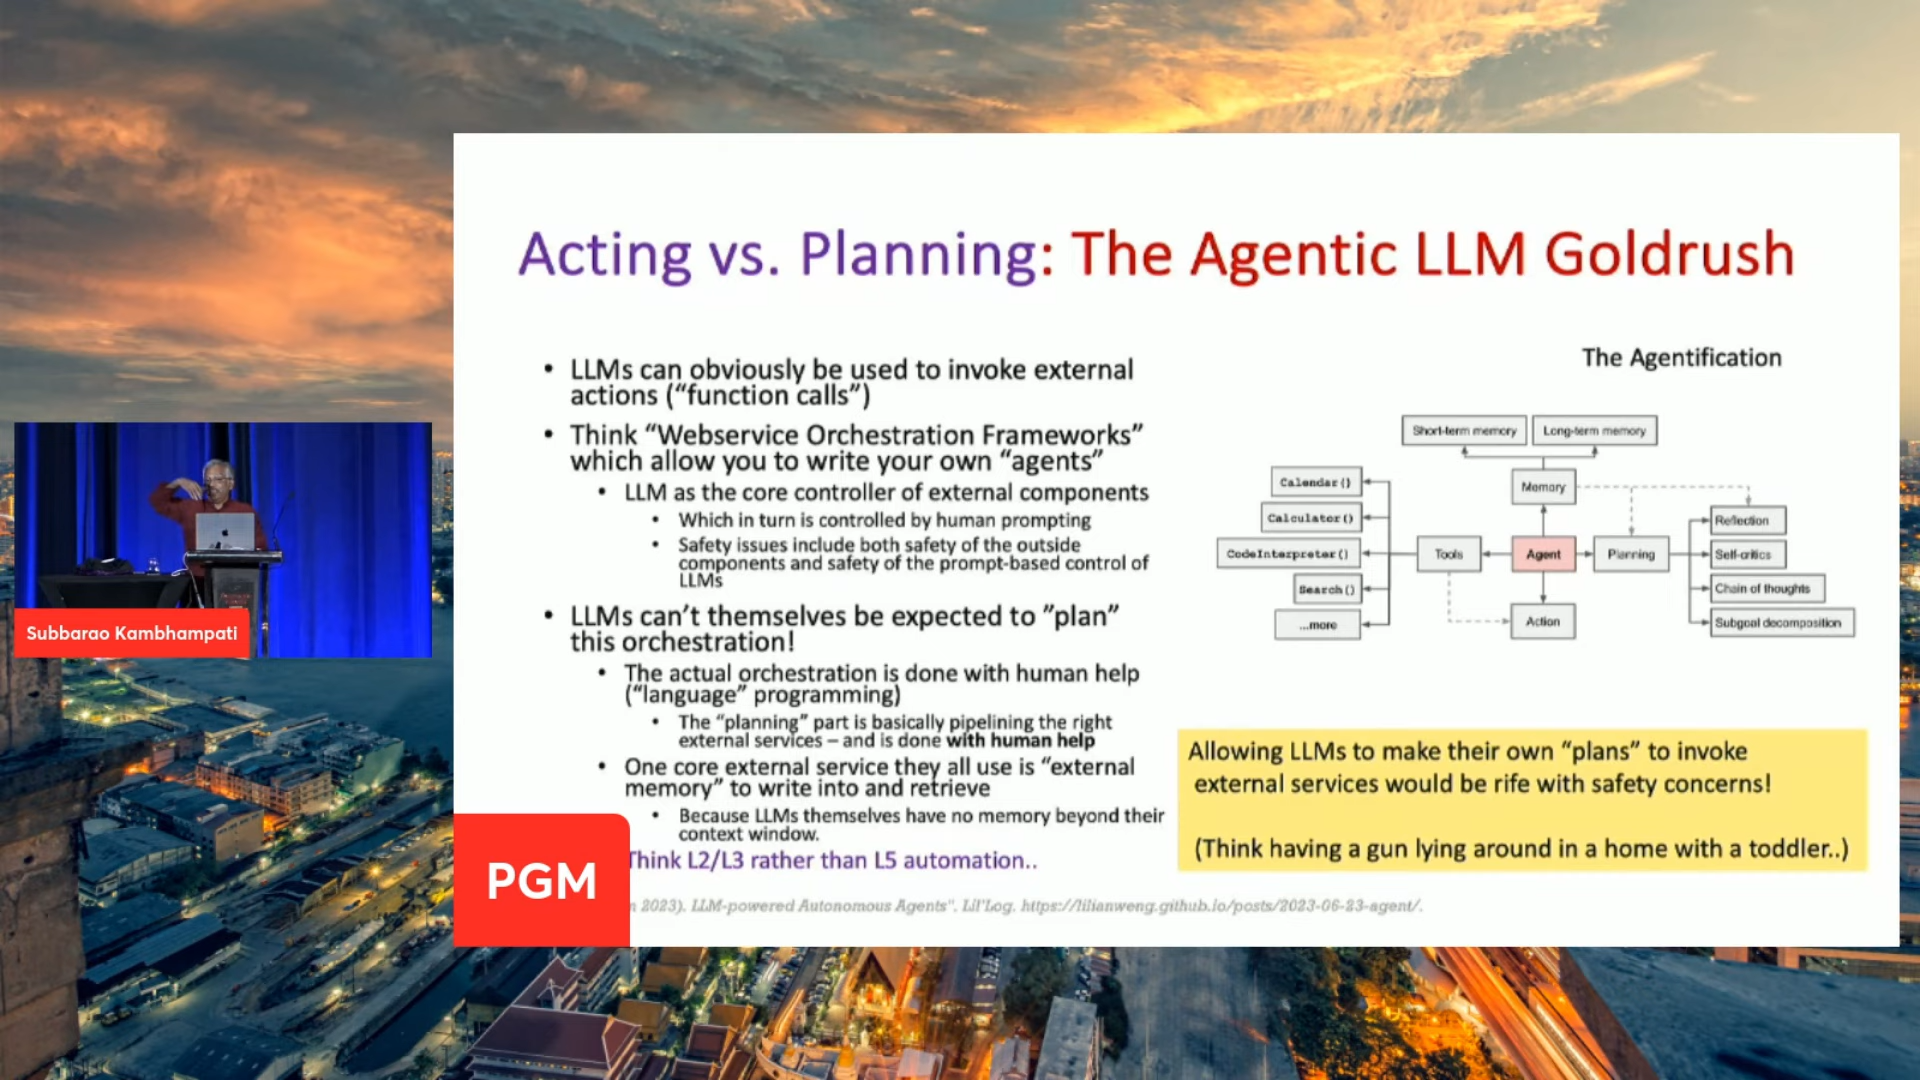 Acting vs. Planning: The Agentic LLM Goldrush
• LLMs can obviously be used to invoke external
actions (“function calls”)
• Think “Webservice Orchestration Frameworks”
which allow you to write your own “agents”
• LLM as the core controller of external components
• Which in turn is controlled by human prompting
• Safety issues include both safety of the outside
components and safety of the prompt-based control of
LLMs
• LLMs can’t themselves be expected to ”plan”
this orchestration!
• The actual orchestration is done with human help
(“language” programming)
• The “planning” part is basically pipelining the right
external services – and is done with human help
• One core external service they all use is “external
memory” to write into and retrieve
• Because LLMs themselves have no memory beyond their
context window.
Think L2/L3 rather than L5 automation..
The Agentification
Short-term memory
Long-term memory
Calendar()
Memory
Calculator()
Reflection
CodeInterpreter()
Tools
Agent
Planning
Self-critics
Search()
Chain of thoughts
...more
Action
Subgoal decomposition
Allowing LLMs to make their own “plans” to invoke
external services would be rife with safety concerns!
(Think having a gun lying around in a home with a toddler..)
2023). LLM-powered Autonomous Agents". Lil'Log. https://lilianweng.github.io/posts/2023-06-23-agent/.
Subbarao Kambhampati
PGM